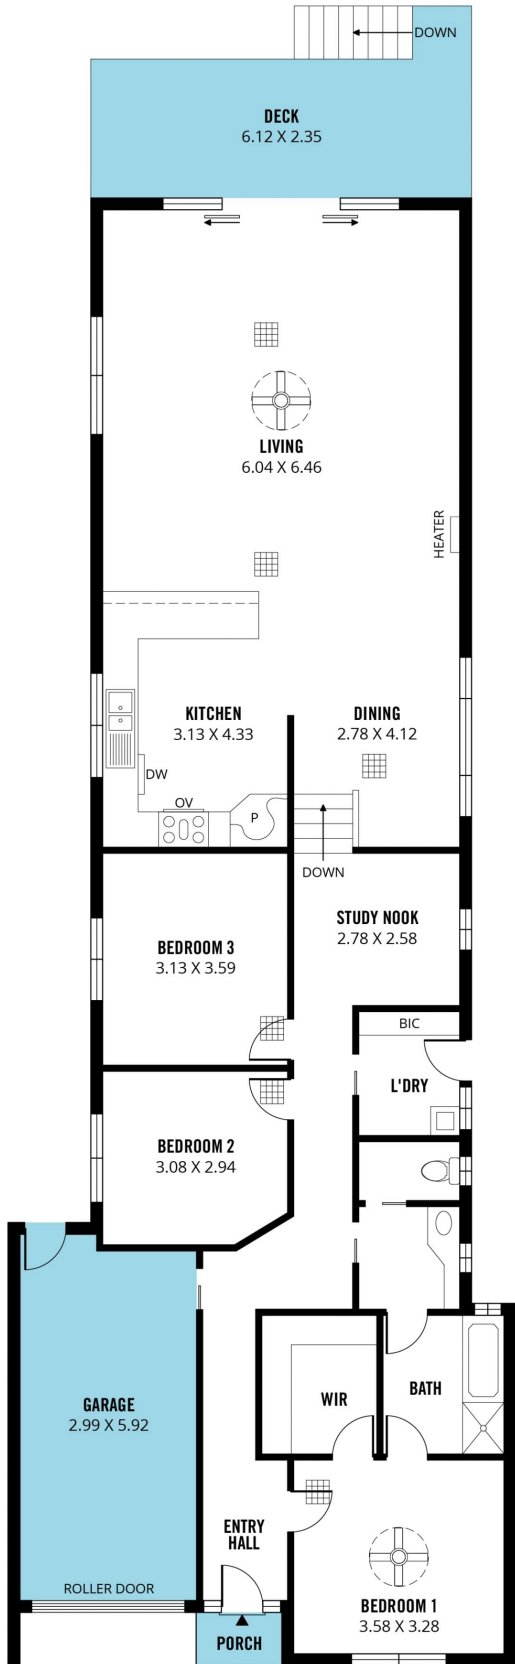 DOWN
DECK
6.12 X 2.35
LIVING
6.04 X 6.46
HEATER
KITCHEN
3.13 X 4.33
DINING
2.78 X 4.12
DW
OV
P
DOWN
STUDY NOOK
2.78 X 2.58
BEDROOM 3
3.13 X 3.59
BIC
L'DRY
BEDROOM 2
3.08 X 2.94
WIR
BATH
GARAGE
2.99 X 5.92
ENTRY
HALL
ROLLER DOOR
BEDROOM 1
3.58 X 3.28
PORCH